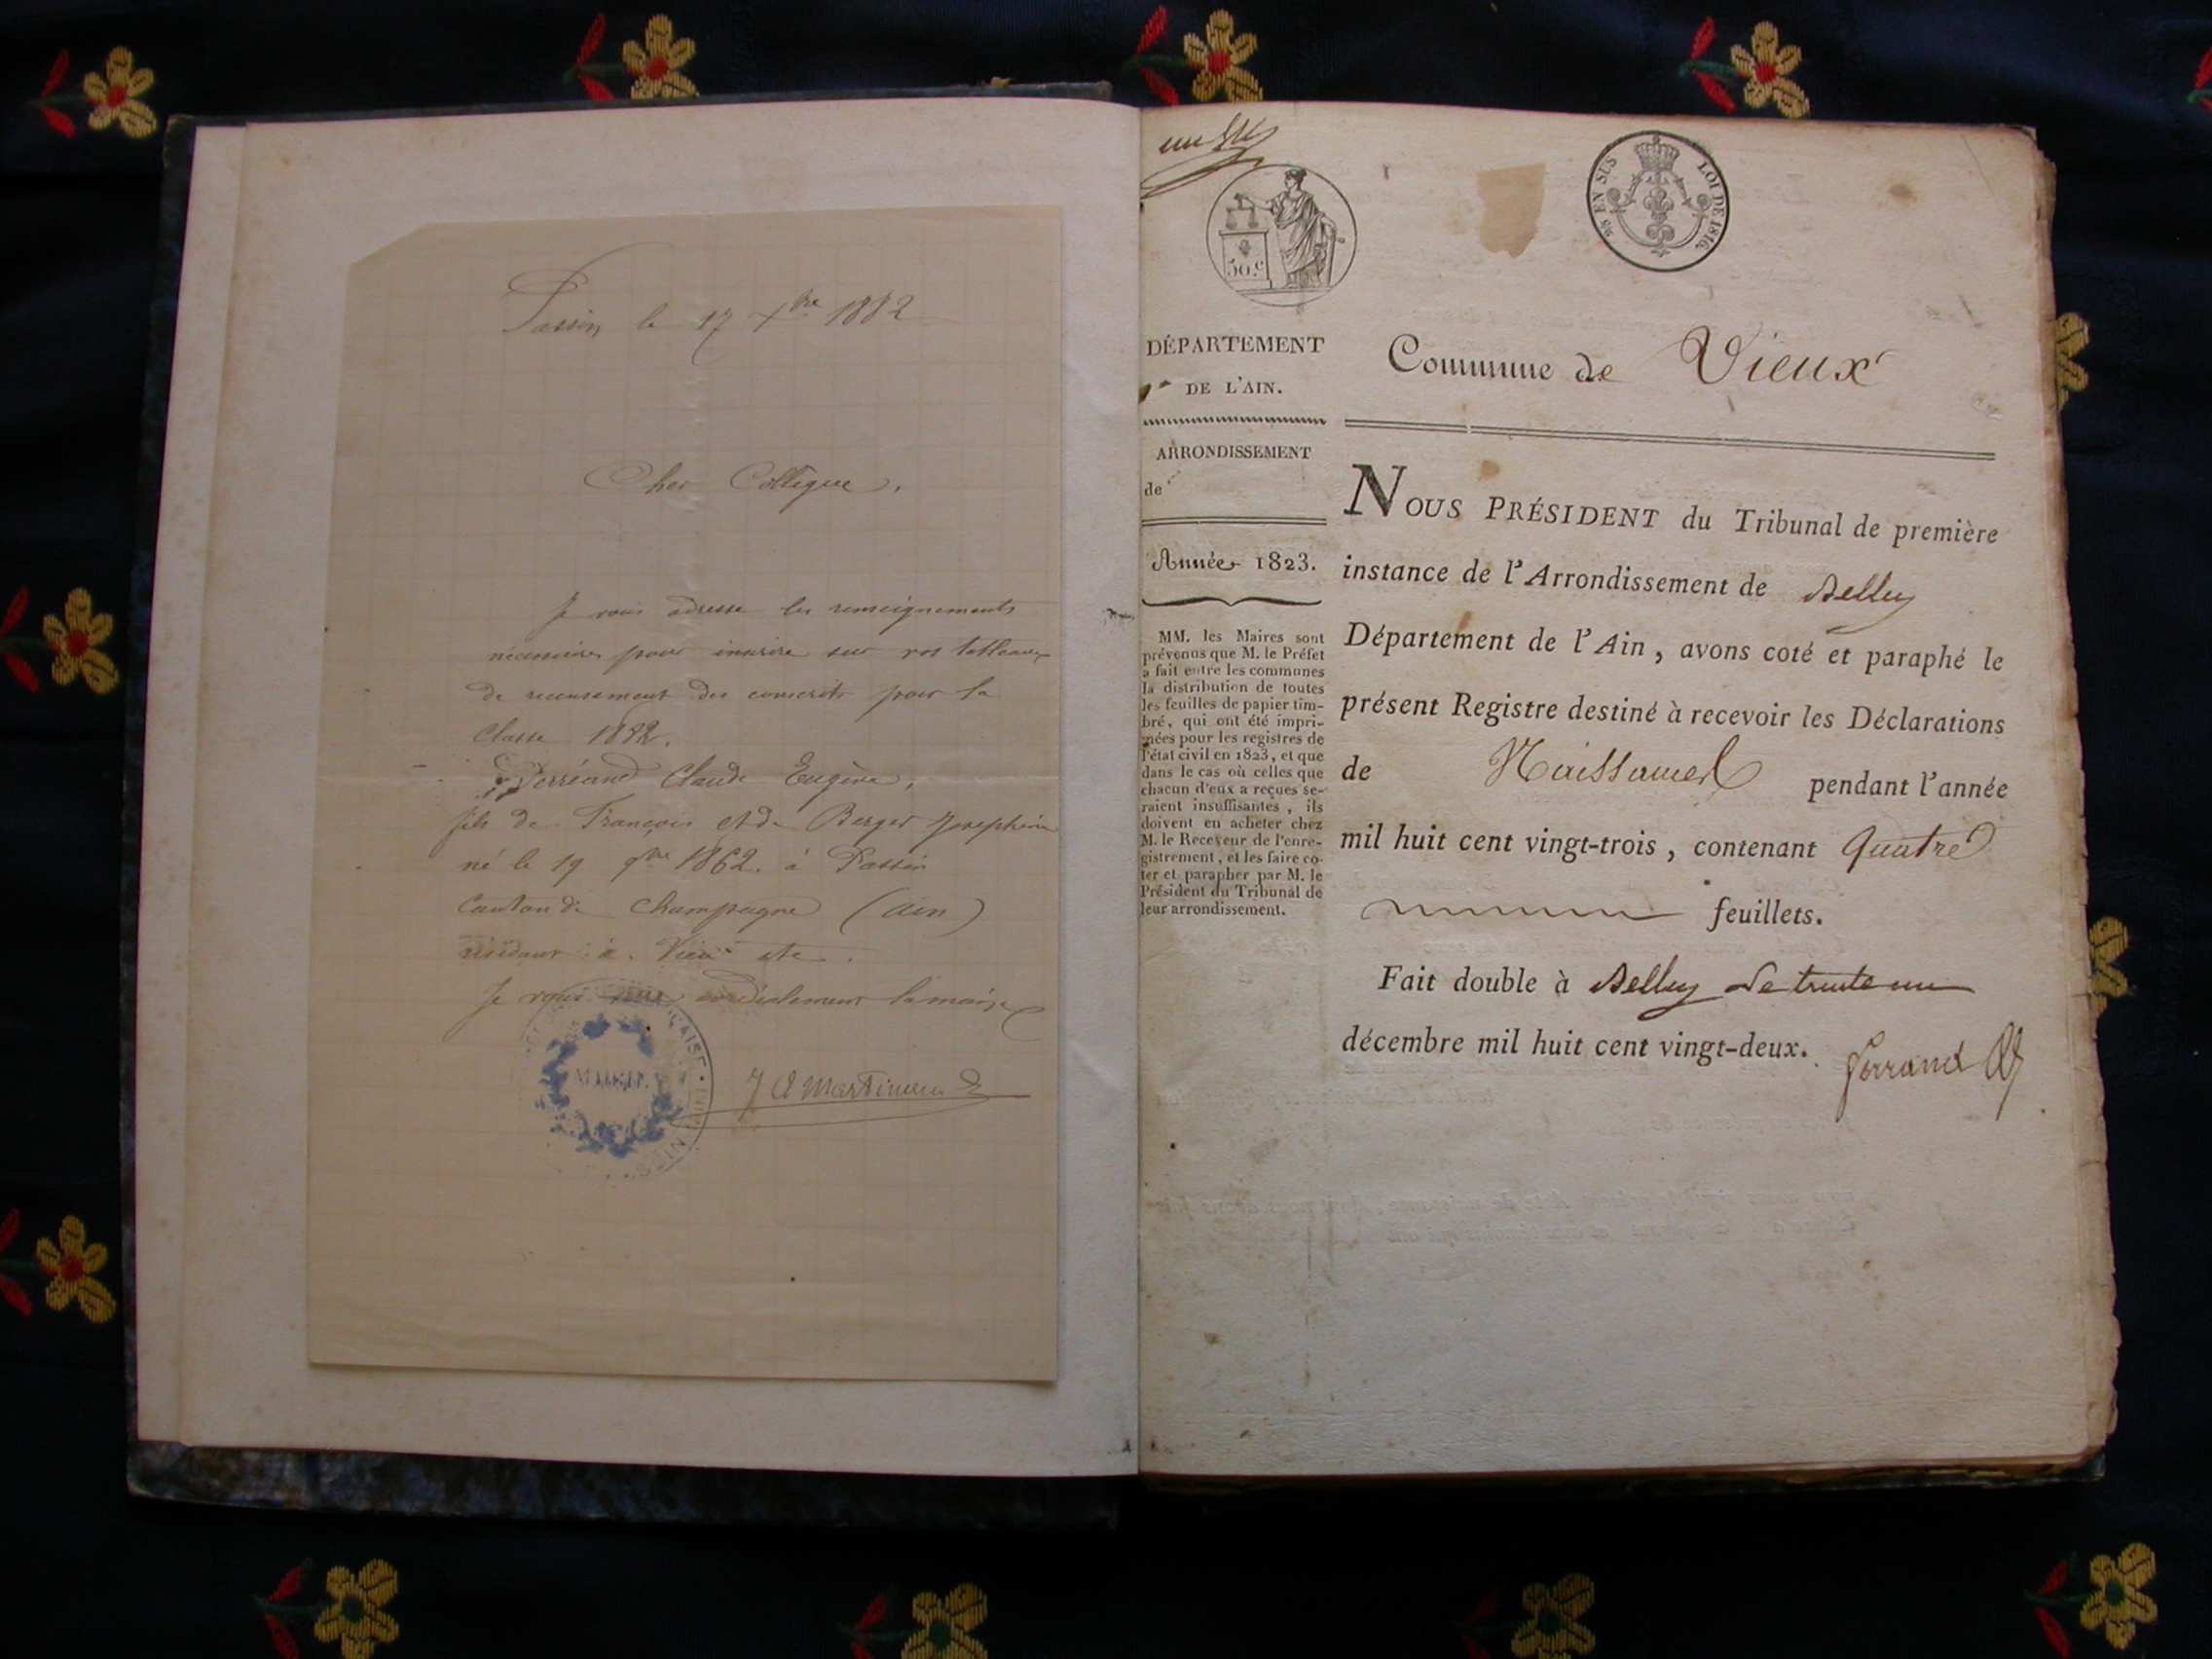 Passin le 17 Xbre 1882
Cher Collègue,
Je vous adresse les renseignements
nécessaires pour inscrire sur vos tableaux
de recensement des conscrits pour la
Classe 1882.
Claude Eugène,
fils de François et de Berger Josephine
né le 19 9bre 1862 à Passin
Canton de Champagne (Ain)
résidant à Vieu etc.
Je vous cordialement le maire
MAIRIE
50.c
25 EN SUS LOI DE 1816.
DÉPARTEMENT
DE L'AIN.
Commune de Vieux
ARRONDISSEMENT
de
Année 1823.
MM. les Maires sont
prévenus que M. le Préfet
a fait entre les communes
la distribution de toutes
les feuilles de papier tim-
bré, qui ont été impri-
mées pour les registres de
l'état civil en 1823, et que
dans le cas où celles que
chacun d'eux a reçues se-
raient insuffisantes, ils
doivent en acheter chez
M. le Receveur de l'enre-
gistrement, et les faire co-
ter et parapher par M. le
Président du Tribunal de
leur arrondissement.
NOUS PRÉSIDENT du Tribunal de première
instance de l'Arrondissement de Belley
Département de l'Ain, avons coté et paraphé le
présent Registre destiné à recevoir les Déclarations
de Naissances pendant l'année
mil huit cent vingt-trois, contenant quatre
feuillets.
Fait double à Belley le trente un
décembre mil huit cent vingt-deux.